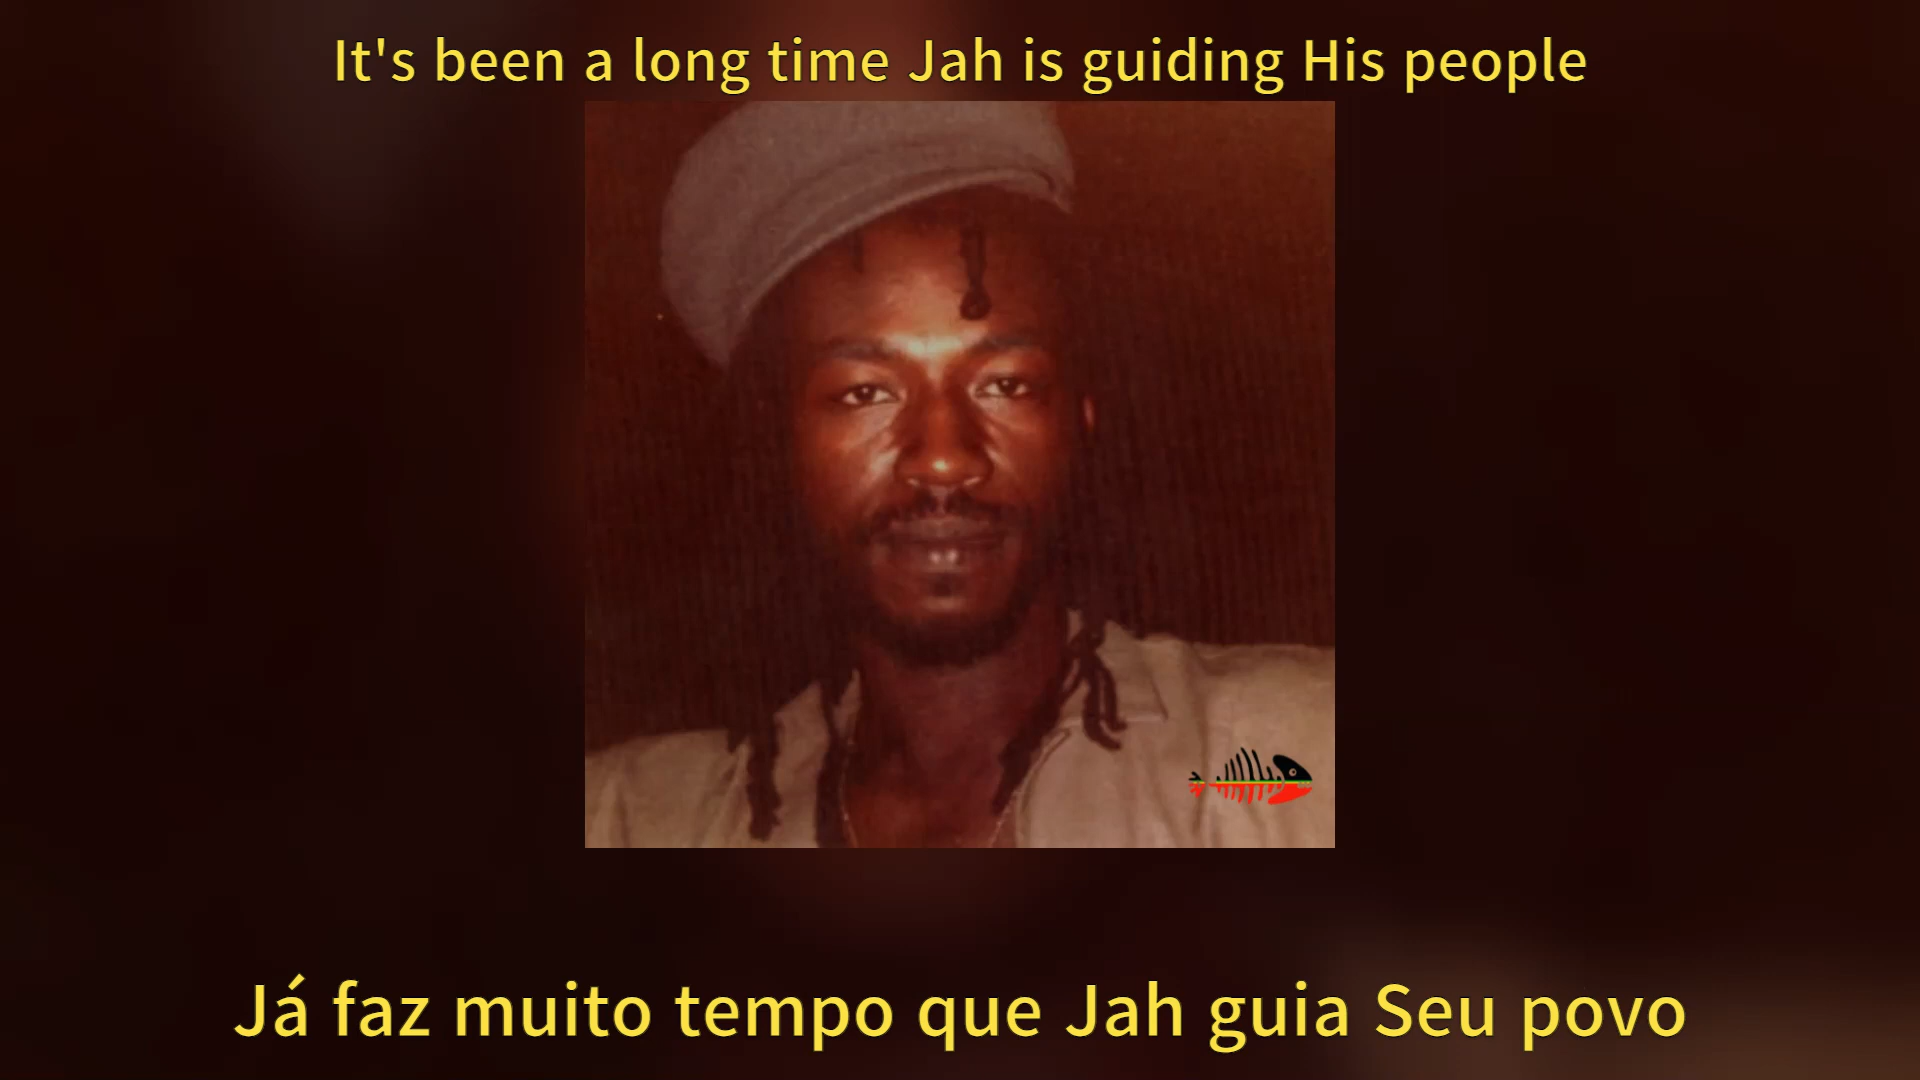 It's been a long time Jah is guiding His people
Já faz muito tempo que Jah guia Seu povo